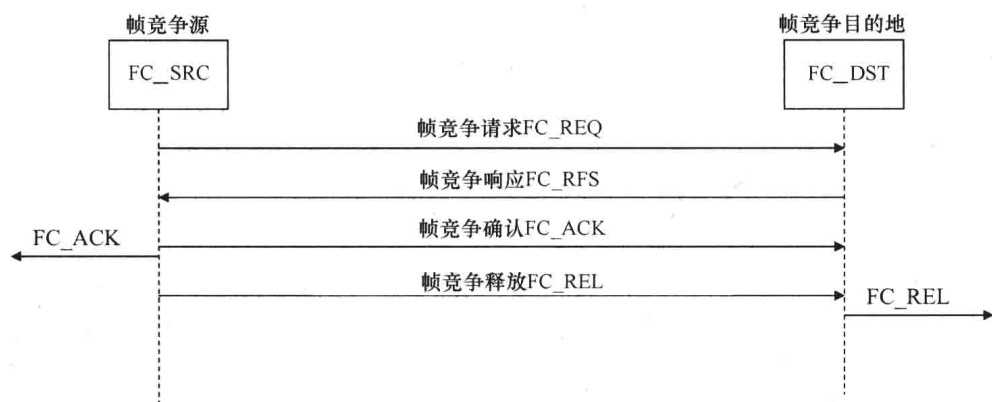 帧竞争源
帧竞争目的地
FC_SRC
FC_DST
帧竞争请求FC_REQ
帧竞争响应FC_RFS
帧竞争确认FC_ACK
FC_ACK
帧竞争释放FC_REL
FC_REL